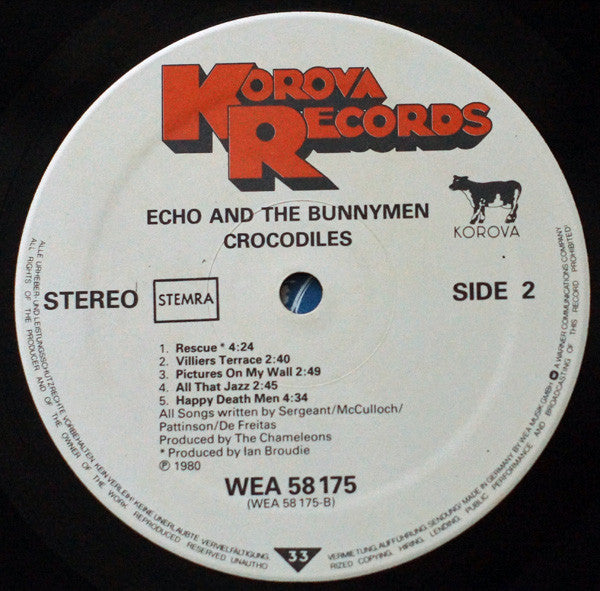 KOROVA
RECORDS
ECHO AND THE BUNNYMEN
CROCODILES
KOROVA
STEREO
STEMRA
SIDE 2
1. Rescue * 4:24
2. Villiers Terrace 2:40
3. Pictures On My Wall 2:49
4. All That Jazz 2:45
5. Happy Death Men 4:34
All Songs written by Sergeant/McCulloch/
Pattinson/De Freitas
Produced by The Chameleons
* Produced by Ian Broudie
℗ 1980
WEA 58 175
(WEA 58 175-B)
33
ALLE URHEBER- UND LEISTUNGSSCHUTZRECHTE VORBEHALTEN. KEIN VERLEIH! KEINE UNERLAUBTE VERVIELFÄLTIGUNG,
VERMIETUNG, AUFFÜHRUNG, SENDUNG! MADE IN GERMANY BY WEA MUSIK GMBH A WARNER COMMUNICATIONS COMPANY
ALL RIGHTS OF THE PRODUCER AND OF THE OWNER OF THE WORK REPRODUCED RESERVED UNAUTHO
RIZED COPYING, HIRING, LENDING, PUBLIC PERFORMANCE AND BROADCASTING OF THIS RECORD PROHIBITED!